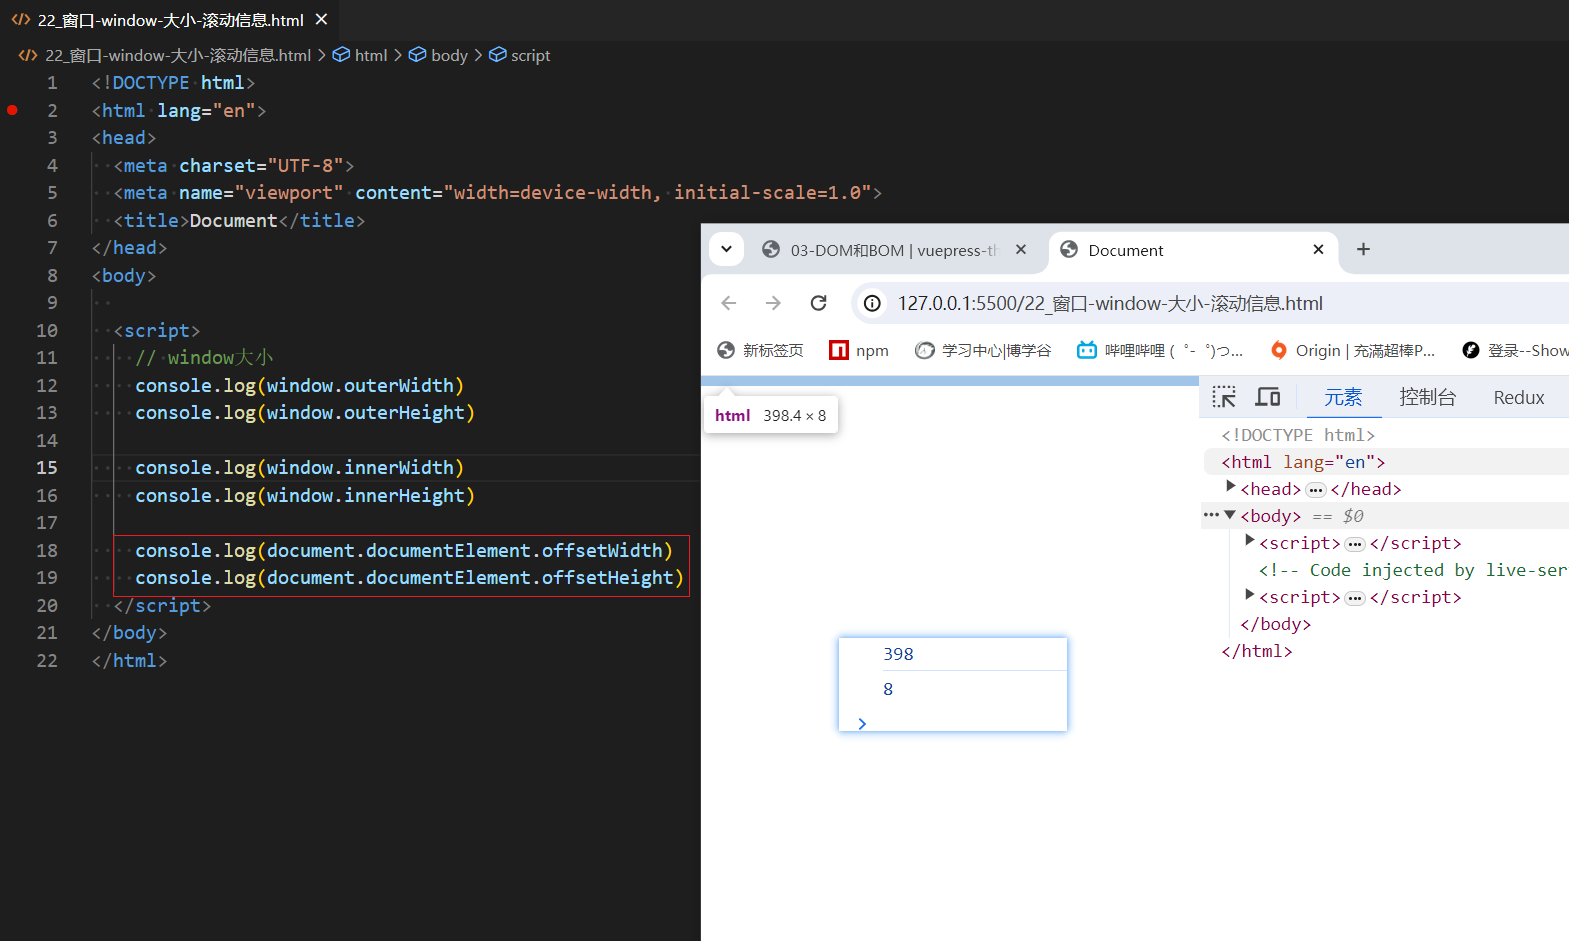 22_窗口-window-大小-滚动信息.html
22_窗口-window-大小-滚动信息.html > html > body > script
1 <!DOCTYPE html>
2 <html lang="en">
3 <head>
4 <meta charset="UTF-8">
5 <meta name="viewport" content="width=device-width, initial-scale=1.0">
6 <title>Document</title>
7 </head>
8 <body>
9
10 <script>
11 // window大小
12 console.log(window.outerWidth)
13 console.log(window.outerHeight)
14
15 console.log(window.innerWidth)
16 console.log(window.innerHeight)
17
18 console.log(document.documentElement.offsetWidth)
19 console.log(document.documentElement.offsetHeight)
20 </script>
21 </body>
22 </html>
03-DOM和BOM | vuepress-th
Document
127.0.0.1:5500/22_窗口-window-大小-滚动信息.html
新标签页 npm 学习中心|博学谷 哔哩哔哩 ( ゜- ゜)つ... Origin | 充滿超棒P... 登录--Show
html 398.4 × 8
元素 控制台 Redux
<!DOCTYPE html>
<html lang="en">
<head>…</head>
<body> == $0
<script>…</script>
<!-- Code injected by live-ser
<script>…</script>
</body>
</html>
398
8
>